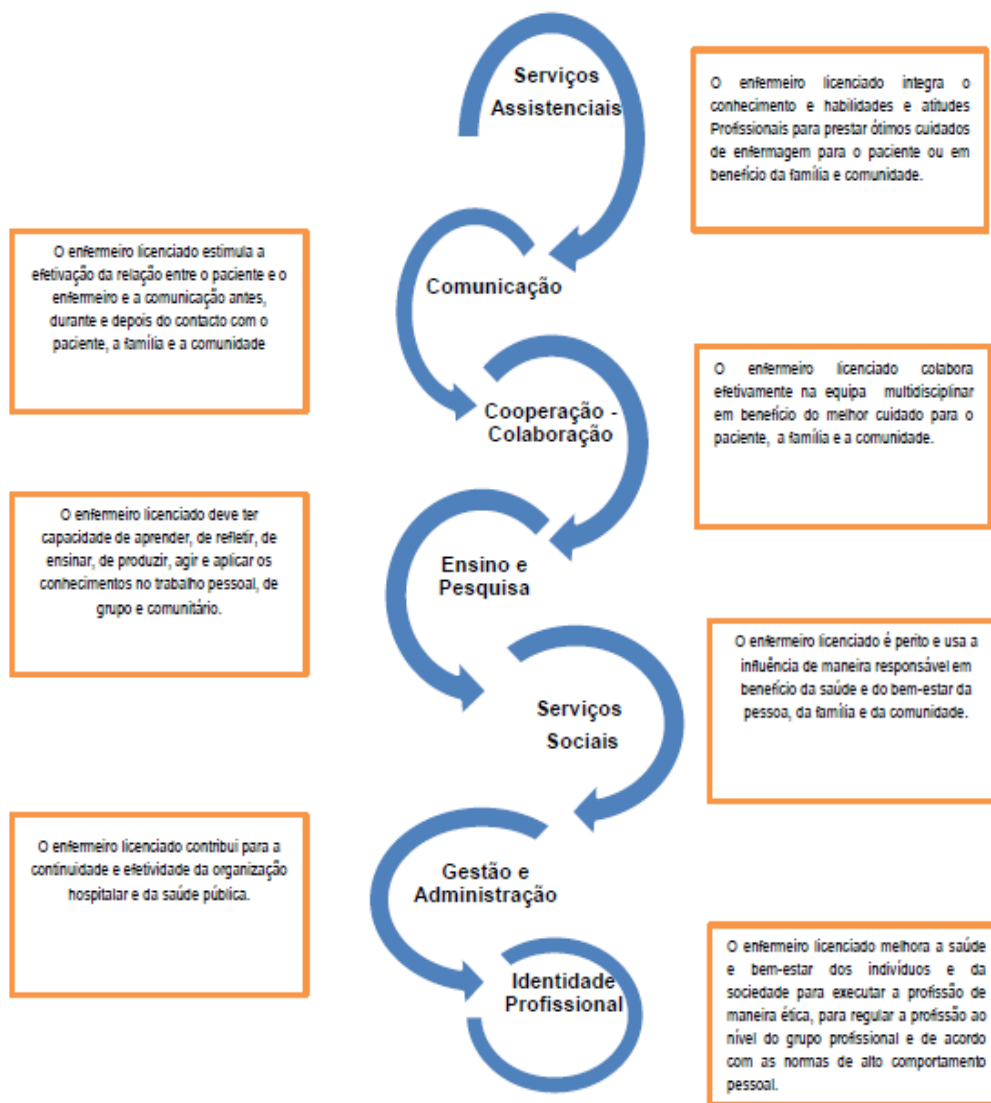 Serviços
Assistenciais
O enfermeiro licenciado integra o
conhecimento e habilidades e atitudes
Profissionais para prestar ótimos cuidados
de enfermagem para o paciente ou em
benefício da família e comunidade.
O enfermeiro licenciado estimula a
efetivação da relação entre o paciente e o
enfermeiro e a comunicação antes,
durante e depois do contacto com o
paciente, a família e a comunidade
Comunicação
Cooperação -
Colaboração
O enfermeiro licenciado colabora
efetivamente na equipa multidisciplinar
em benefício do melhor cuidado para o
paciente, a família e a comunidade.
O enfermeiro licenciado deve ter
capacidade de aprender, de refletir, de
ensinar, de produzir, agir e aplicar os
conhecimentos no trabalho pessoal, de
grupo e comunitário.
Ensino e
Pesquisa
O enfermeiro licenciado é perito e usa a
influência de maneira responsável em
benefício da saúde e do bem-estar da
pessoa, da família e da comunidade.
Serviços
Sociais
O enfermeiro licenciado contribui para a
continuidade e efetividade da organização
hospitalar e da saúde pública.
Gestão e
Administração
Identidade
Profissional
O enfermeiro licenciado melhora a saúde
e bem-estar dos indivíduos e da
sociedade para executar a profissão de
maneira ética, para regular a profissão ao
nível do grupo profissional e de acordo
com as normas de alto comportamento
pessoal.